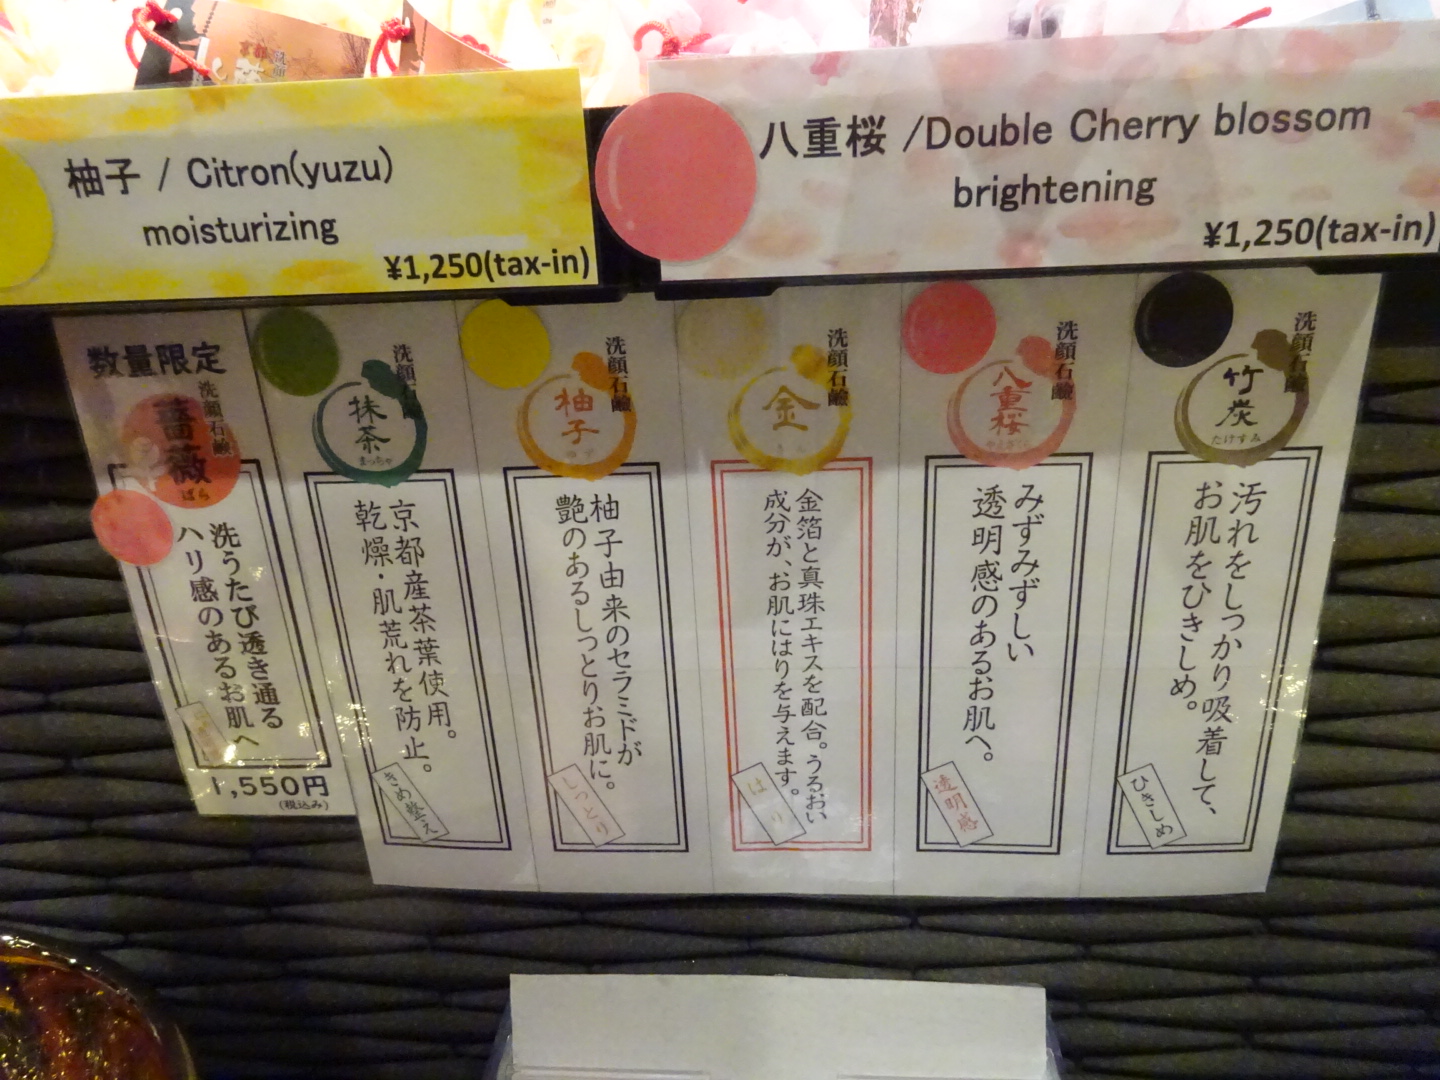 柚子 / Citron(yuzu)
moisturizing
¥1,250(tax-in)
八重桜 /Double Cherry blossom
brightening
¥1,250(tax-in)
洗顔石鹸
竹炭
たけすみ
汚れをしっかり吸着して、
お肌をひきしめ。
ひきしめ
洗顔石鹸
八重桜
やえざくら
みずみずしい
透明感のあるお肌へ。
透明感
洗顔石鹸
金
金箔と真珠エキスを配合。うるおい
成分が、お肌にはりを与えます。
はり
洗顔石鹸
柚子
ゆず
柚子由来のセラミドが
艶のあるしっとりお肌に。
しっとり
洗顔石鹸
抹茶
まっちゃ
京都産茶葉使用。
乾燥・肌荒れを防止。
きめ整え
数量限定
洗顔石鹸
薔薇
ばら
洗うたび透き通る
ハリ感のあるお肌へ
1,550円
(税込み)